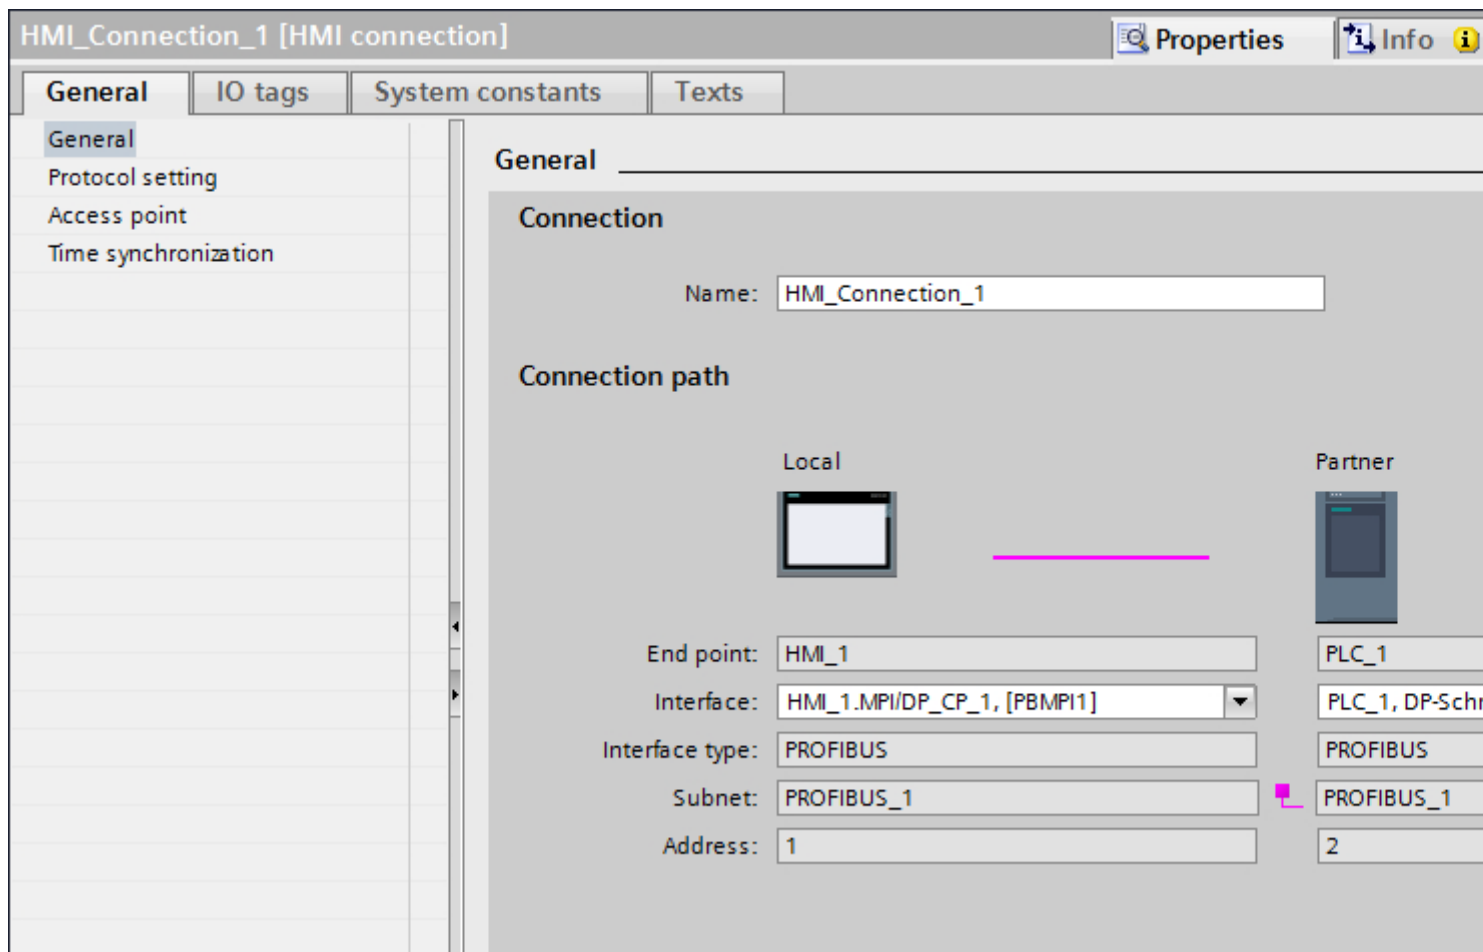 HMI_Connection_1 [HMI connection]
Properties
Info
General
IO tags
System constants
Texts
General
Protocol setting
Access point
Time synchronization
General
Connection
Name: HMI_Connection_1
Connection path
Local Partner
End point: HMI_1 PLC_1
Interface: HMI_1.MPI/DP_CP_1, [PBMPI1] PLC_1, DP-Schn
Interface type: PROFIBUS PROFIBUS
Subnet: PROFIBUS_1 PROFIBUS_1
Address: 1 2